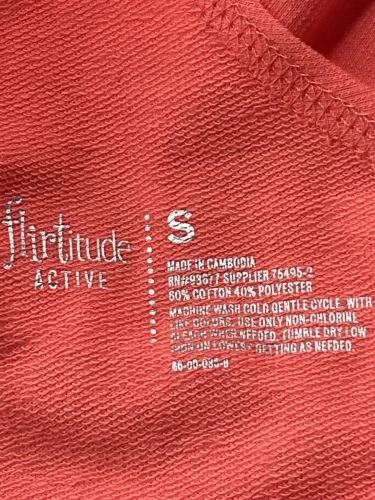 flirtitude
ACTIVE
S
MADE IN CAMBODIA
RN#93677 SUPPLIER 75495-2
60% COTTON 40% POLYESTER
MACHINE WASH COLD GENTLE CYCLE, WITH
LIKE COLORS. USE ONLY NON-CHLORINE
BLEACH WHEN NEEDED. TUMBLE DRY LOW
IRON ON LOWEST SETTING AS NEEDED.